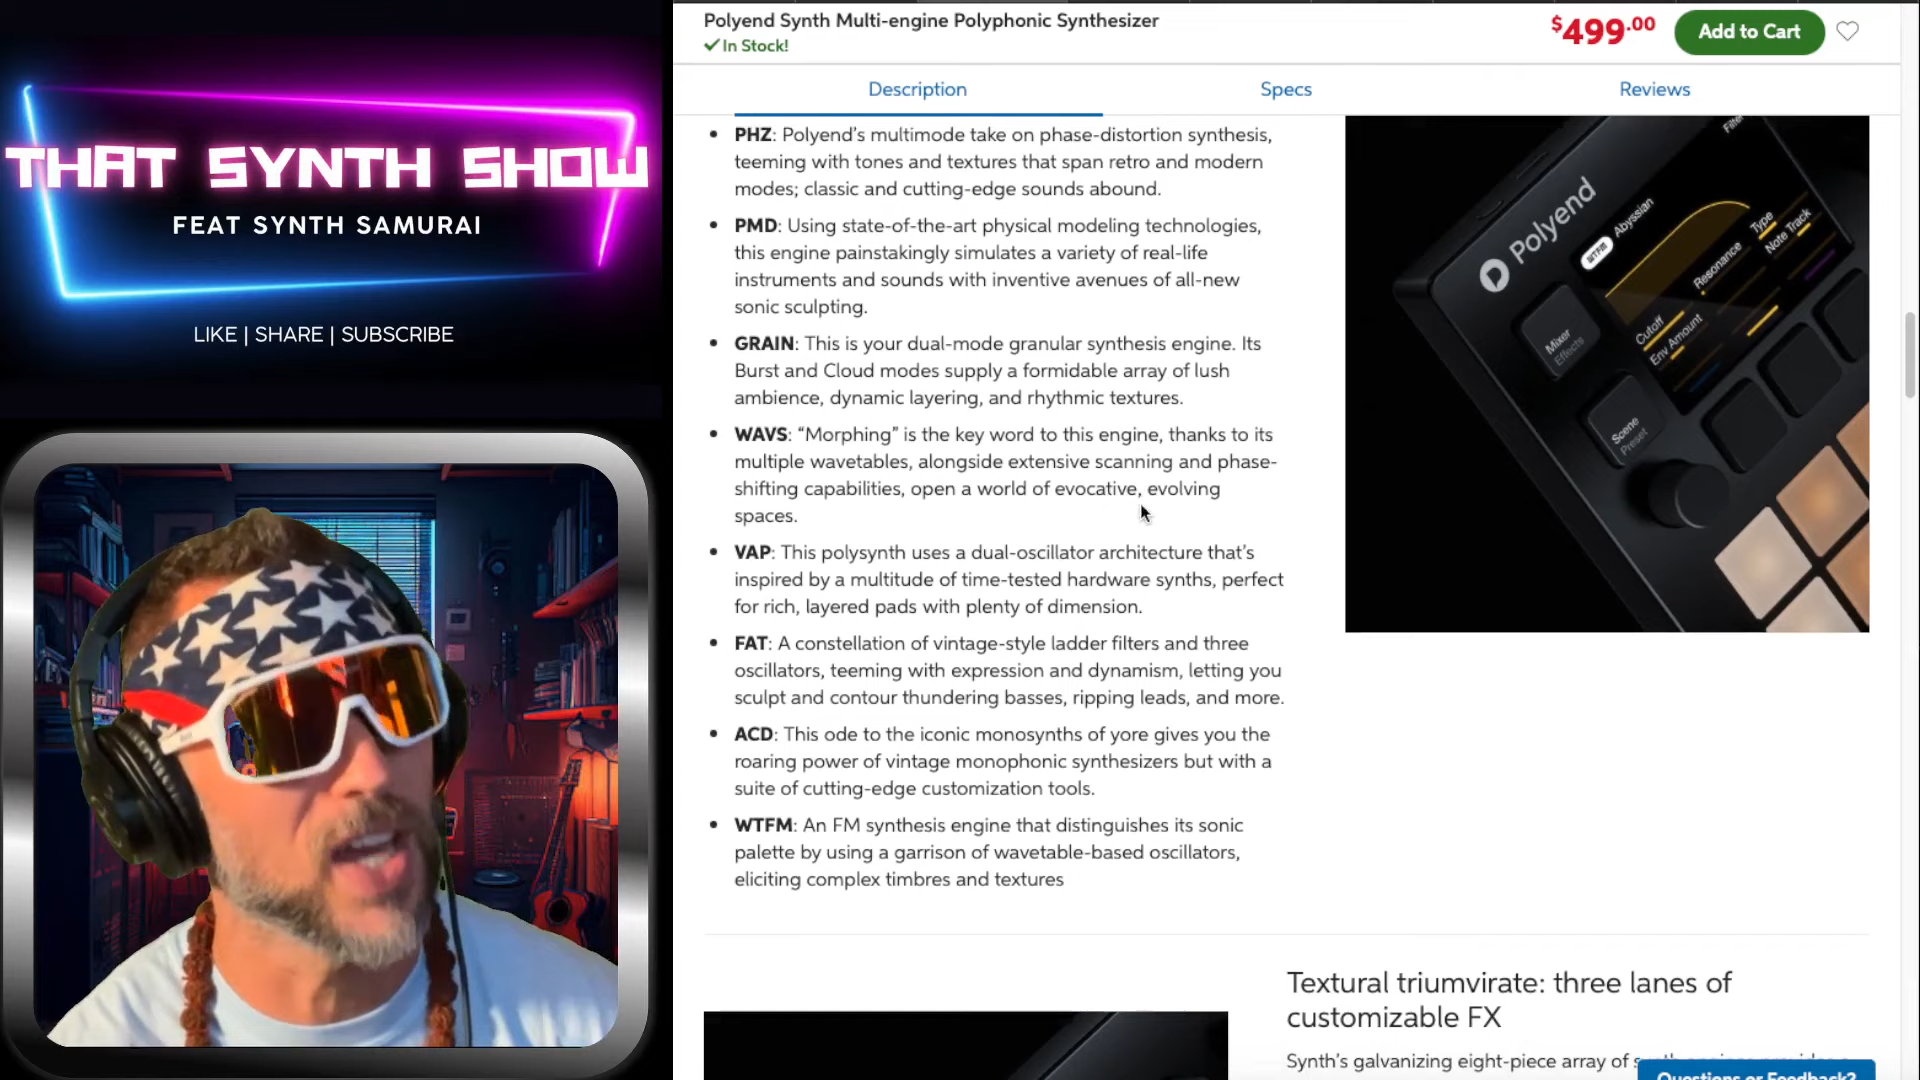 THAT SYNTH SHOW
FEAT SYNTH SAMURAI
LIKE | SHARE | SUBSCRIBE
Polyend Synth Multi-engine Polyphonic Synthesizer
In Stock!
$499.00
Add to Cart
Description
Specs
Reviews
PHZ: Polyend’s multimode take on phase-distortion synthesis,
teeming with tones and textures that span retro and modern
modes; classic and cutting-edge sounds abound.
PMD: Using state-of-the-art physical modeling technologies,
this engine painstakingly simulates a variety of real-life
instruments and sounds with inventive avenues of all-new
sonic sculpting.
GRAIN: This is your dual-mode granular synthesis engine. Its
Burst and Cloud modes supply a formidable array of lush
ambience, dynamic layering, and rhythmic textures.
WAVS: “Morphing” is the key word to this engine, thanks to its
multiple wavetables, alongside extensive scanning and phase-
shifting capabilities, open a world of evocative, evolving
spaces.
VAP: This polysynth uses a dual-oscillator architecture that’s
inspired by a multitude of time-tested hardware synths, perfect
for rich, layered pads with plenty of dimension.
FAT: A constellation of vintage-style ladder filters and three
oscillators, teeming with expression and dynamism, letting you
sculpt and contour thundering basses, ripping leads, and more.
ACD: This ode to the iconic monosynths of yore gives you the
roaring power of vintage monophonic synthesizers but with a
suite of cutting-edge customization tools.
WTFM: An FM synthesis engine that distinguishes its sonic
palette by using a garrison of wavetable-based oscillators,
eliciting complex timbres and textures
Polyend
WTFM Abyssian
Filter
Cutoff
Resonance
Type
Env Amount
Note Track
Mixer
Effects
Scene
Preset
Textural triumvirate: three lanes of
customizable FX
Synth’s galvanizing eight-piece array of
Questions or Feedback?